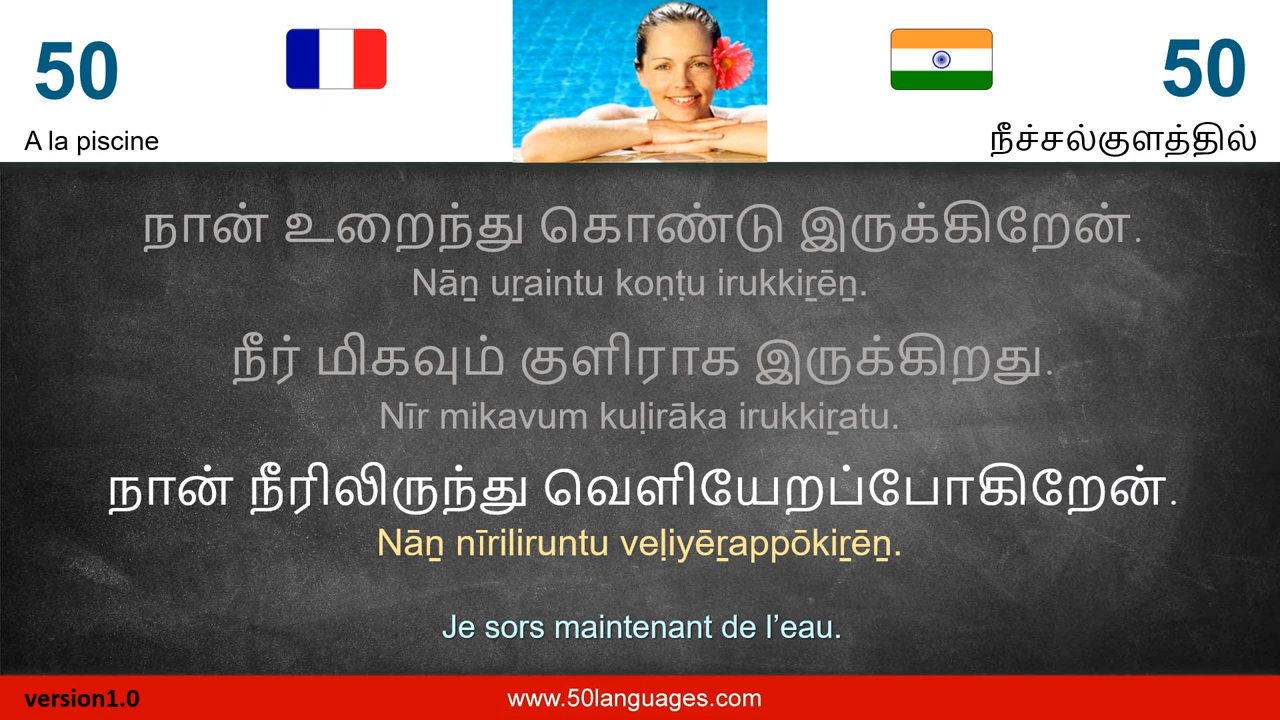 50
50
A la piscine
நீச்சல்குளத்தில்
நான் உறைந்து கொண்டு இருக்கிறேன்.
Nāṉ uṟaintu koṇṭu irukkiṟēṉ.
நீர் மிகவும் குளிராக இருக்கிறது.
Nīr mikavum kuḷirāka irukkiṟatu.
நான் நீரிலிருந்து வெளியேறப்போகிறேன்.
Nāṉ nīriliruntu veḷiyēṟappōkiṟēṉ.
Je sors maintenant de l’eau.
version1.0
www.50languages.com